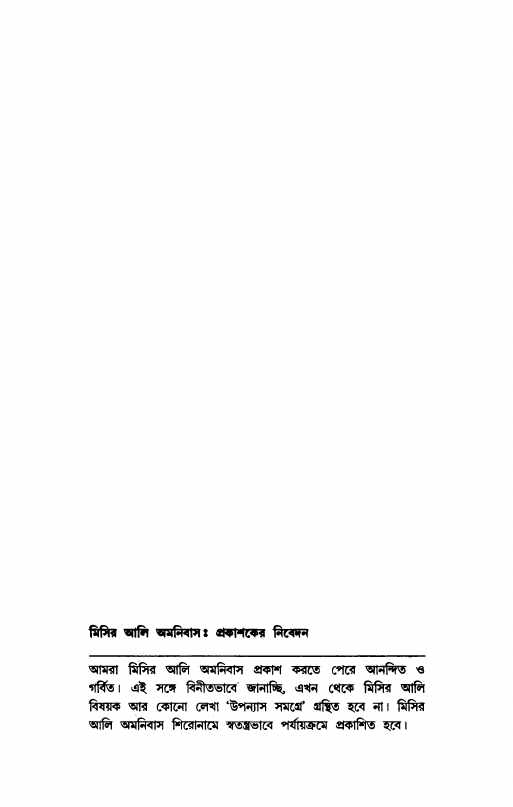 মিসির আলি অমনিবাস ঃ প্রকাশকের নিবেদন
আমরা মিসির আলি অমনিবাস প্রকাশ করতে পেরে আনন্দিত ও
গর্বিত। এই সঙ্গে বিনীতভাবে জানাচ্ছি, এখন থেকে মিসির আলি
বিষয়ক আর কোনো লেখা ‘উপন্যাস সমগ্রে’ গ্রন্থিত হবে না। মিসির
আলি অমনিবাস শিরোনামে স্বতন্ত্রভাবে পর্যায়ক্রমে প্রকাশিত হবে।